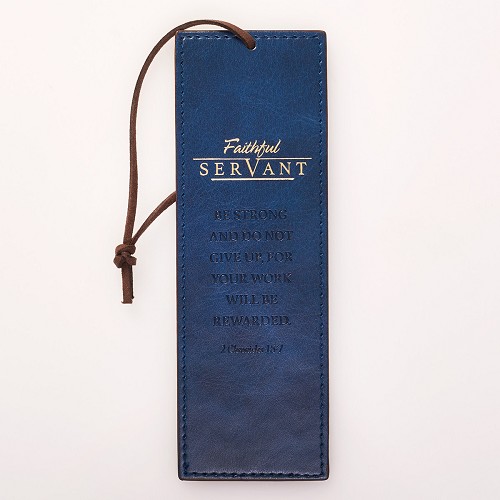 Faithful
SERVANT
BE STRONG
AND DO NOT
GIVE UP, FOR
YOUR WORK
WILL BE
REWARDED.
2 Chronicles 15:7